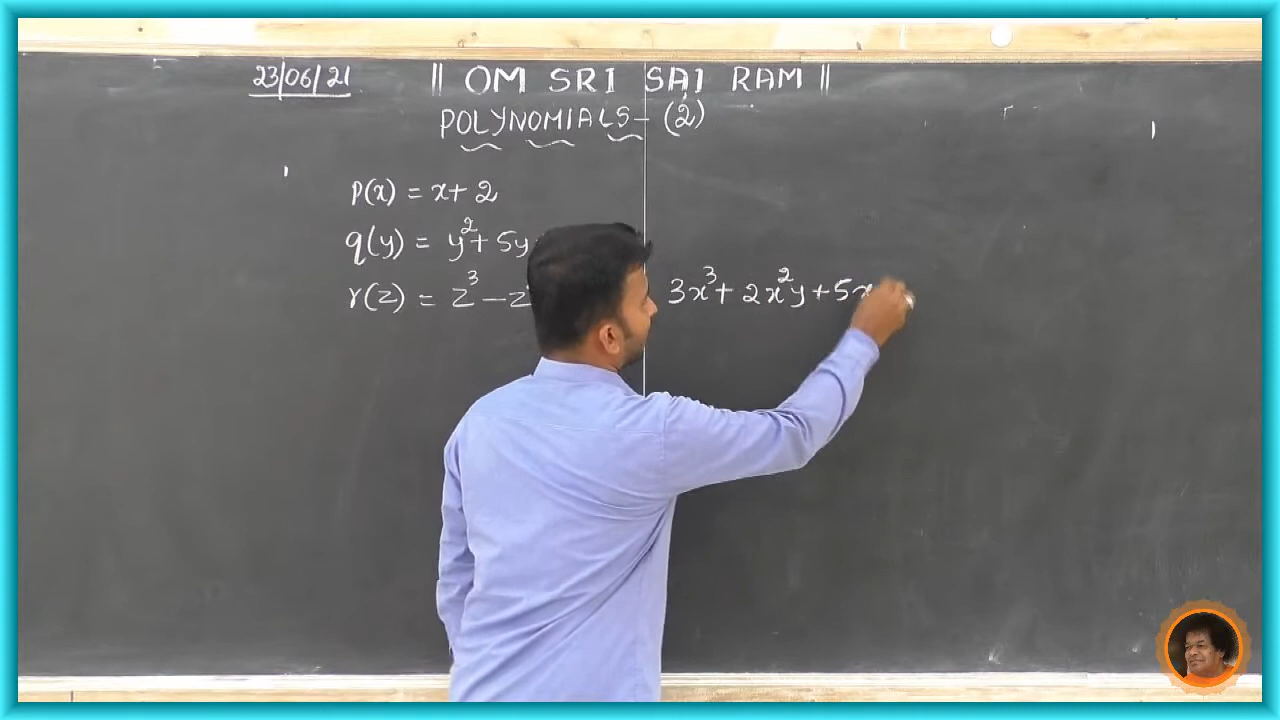 23/06/21
|| OM SRI SAI RAM ||
POLYNOMIALS – (2)
p(x) = x + 2
q(y) = y² + 5y
r(z) = z³ – z
3x³ + 2x²y + 5x